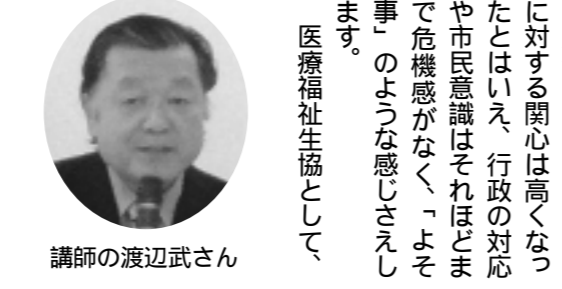 に対する関心は高くなっ
たとはいえ、行政の対応
や市民意識はそれほどま
で危機感がなく、「よそ
事」のような感じさえし
ます。
医療福祉生協として、
講師の渡辺武さん